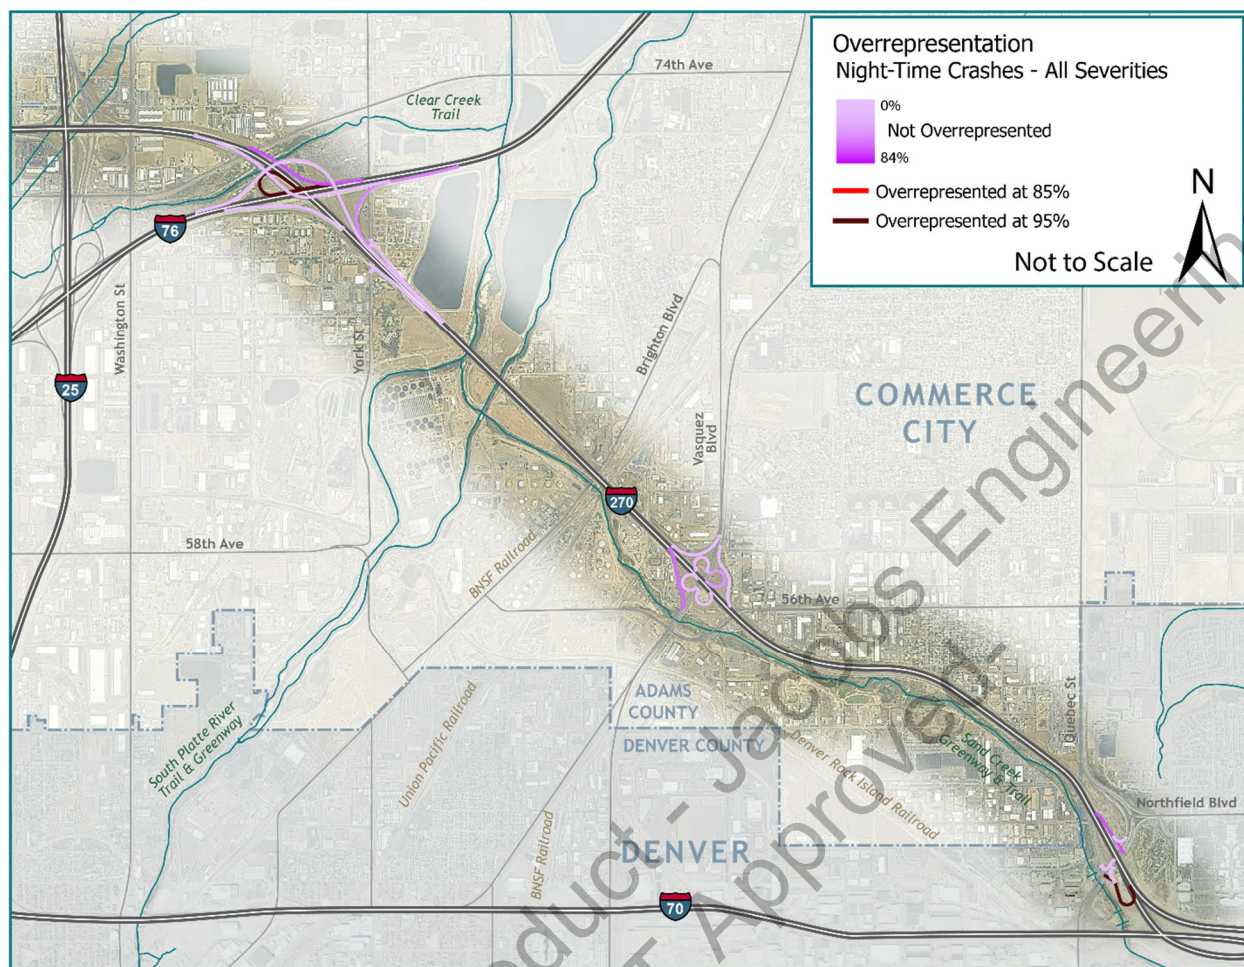 Overrepresentation
Night-Time Crashes - All Severities
0%
Not Overrepresented
84%
Overrepresented at 85%
Overrepresented at 95%
Not to Scale
N
74th Ave
Clear Creek
Trail
76
Washington St
York St
25
Brighton Blvd
Vasquez
Blvd
COMMERCE
CITY
270
58th Ave
BNSF Railroad
56th Ave
Quebec St
ADAMS
COUNTY
DENVER COUNTY
South Platte River
Trail & Greenway
Union Pacific Railroad
Denver Rock Island Railroad
Sand Creek
Greenway & Trail
Northfield Blvd
BNSF Railroad
DENVER
70
- Jacobs
Approved-